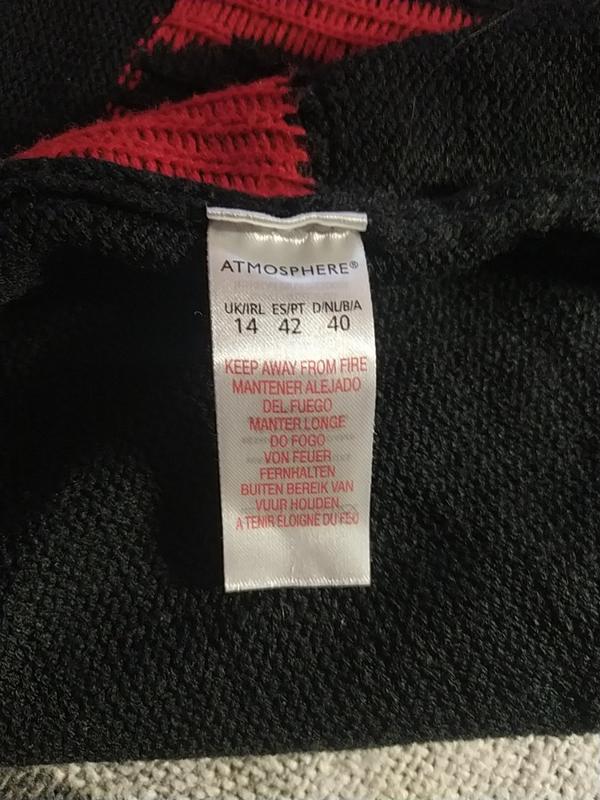 ATMOSPHERE®
UK/IRL ES/PT D/NL/B/A
14 42 40
KEEP AWAY FROM FIRE
MANTENER ALEJADO
DEL FUEGO
MANTER LONGE
DO FOGO
VON FEUER
FERNHALTEN
BUITEN BEREIK VAN
VUUR HOUDEN
A TENIR ÉLOIGNÉ DU FEU